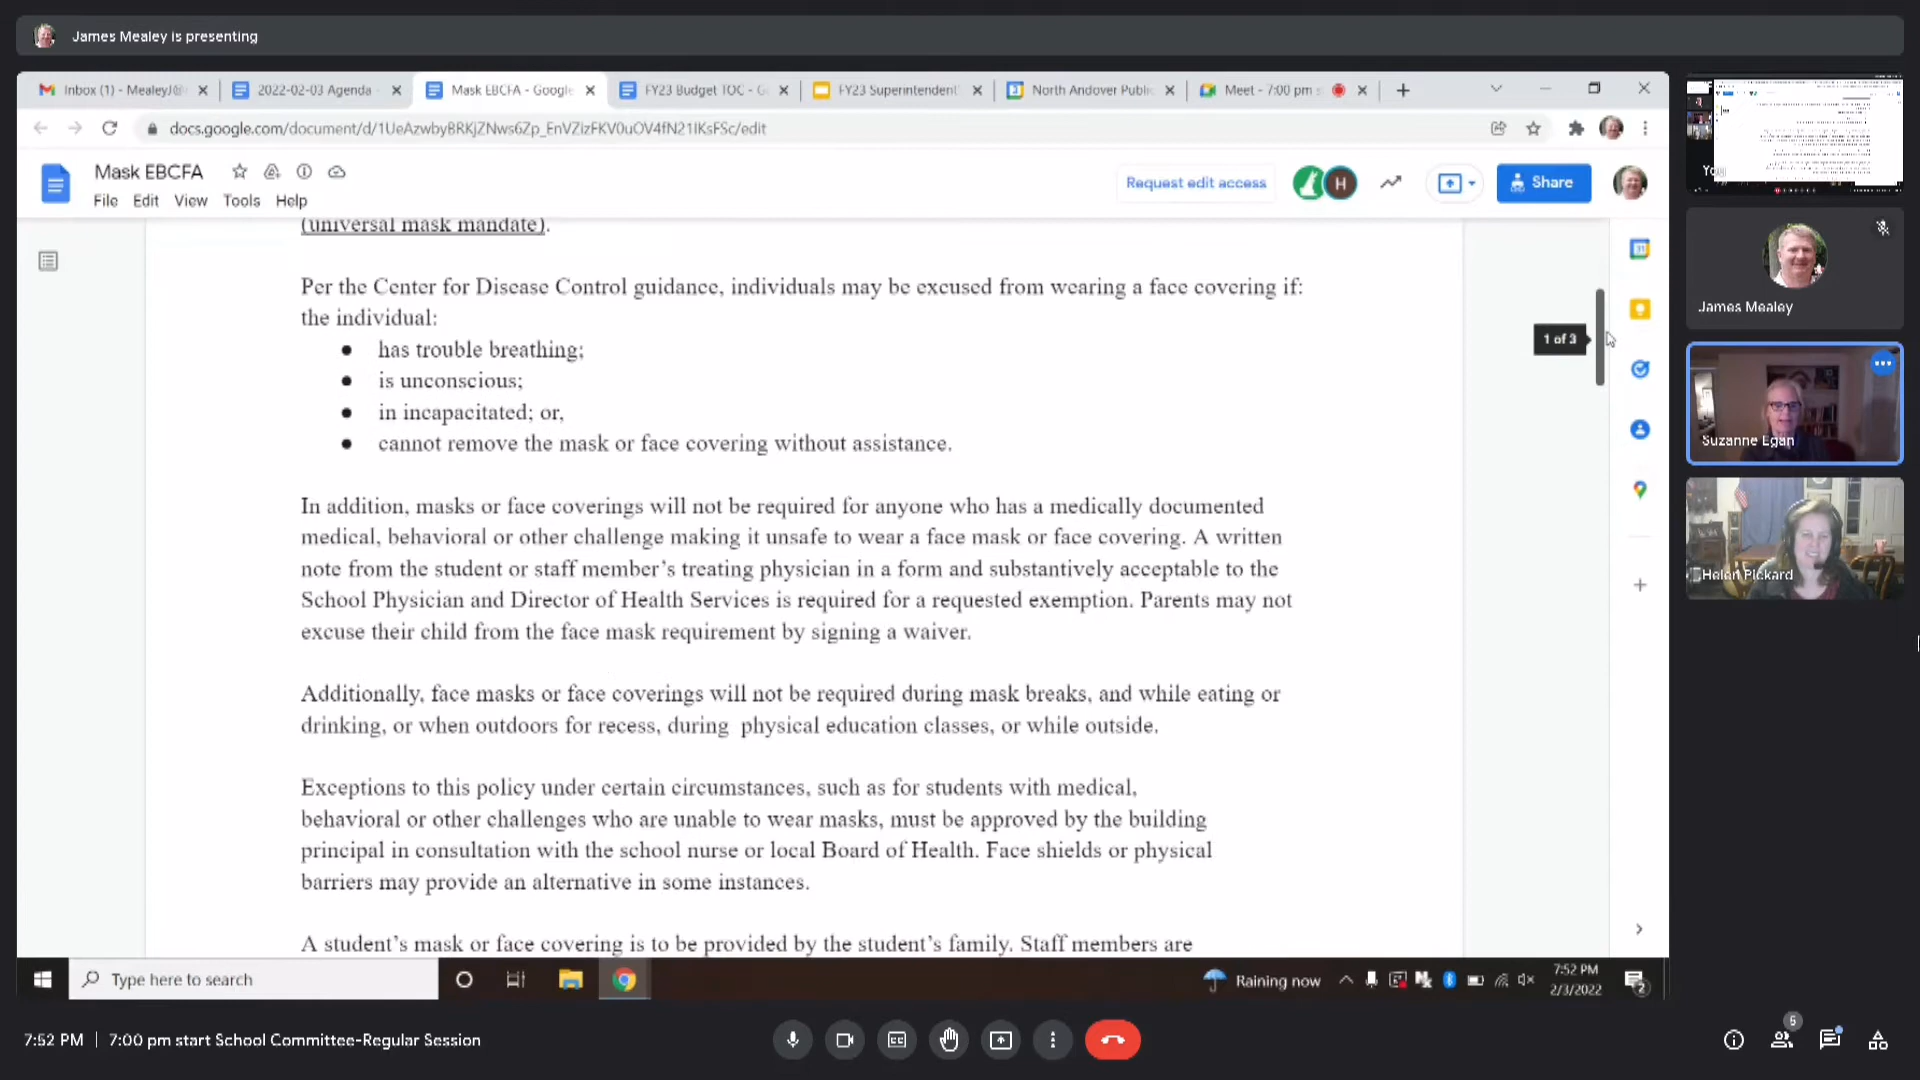 James Mealey is presenting
Inbox (1) - MealeyJ@
2022-02-03 Agenda
Mask EBCFA - Google
FY23 Budget TOC - G
FY23 Superintendent'
North Andover Public
Meet - 7:00 pm s
docs.google.com/document/d/1UeAzwbyBRKjZNws6Zp_EnVZizFKV0uOV4fN21IKsFSc/edit
Mask EBCFA
File Edit View Tools Help
Request edit access
H
Share
(universal mask mandate).
Per the Center for Disease Control guidance, individuals may be excused from wearing a face covering if:
the individual:
● has trouble breathing;
● is unconscious;
● in incapacitated; or,
● cannot remove the mask or face covering without assistance.
In addition, masks or face coverings will not be required for anyone who has a medically documented
medical, behavioral or other challenge making it unsafe to wear a face mask or face covering. A written
note from the student or staff member's treating physician in a form and substantively acceptable to the
School Physician and Director of Health Services is required for a requested exemption. Parents may not
excuse their child from the face mask requirement by signing a waiver.
Additionally, face masks or face coverings will not be required during mask breaks, and while eating or
drinking, or when outdoors for recess, during physical education classes, or while outside.
Exceptions to this policy under certain circumstances, such as for students with medical,
behavioral or other challenges who are unable to wear masks, must be approved by the building
principal in consultation with the school nurse or local Board of Health. Face shields or physical
barriers may provide an alternative in some instances.
A student's mask or face covering is to be provided by the student's family. Staff members are
1 of 3
31
You
James Mealey
Suzanne Egan
Helen Pickard
Type here to search
Raining now
7:52 PM
2/3/2022
2
7:52 PM | 7:00 pm start School Committee-Regular Session
5